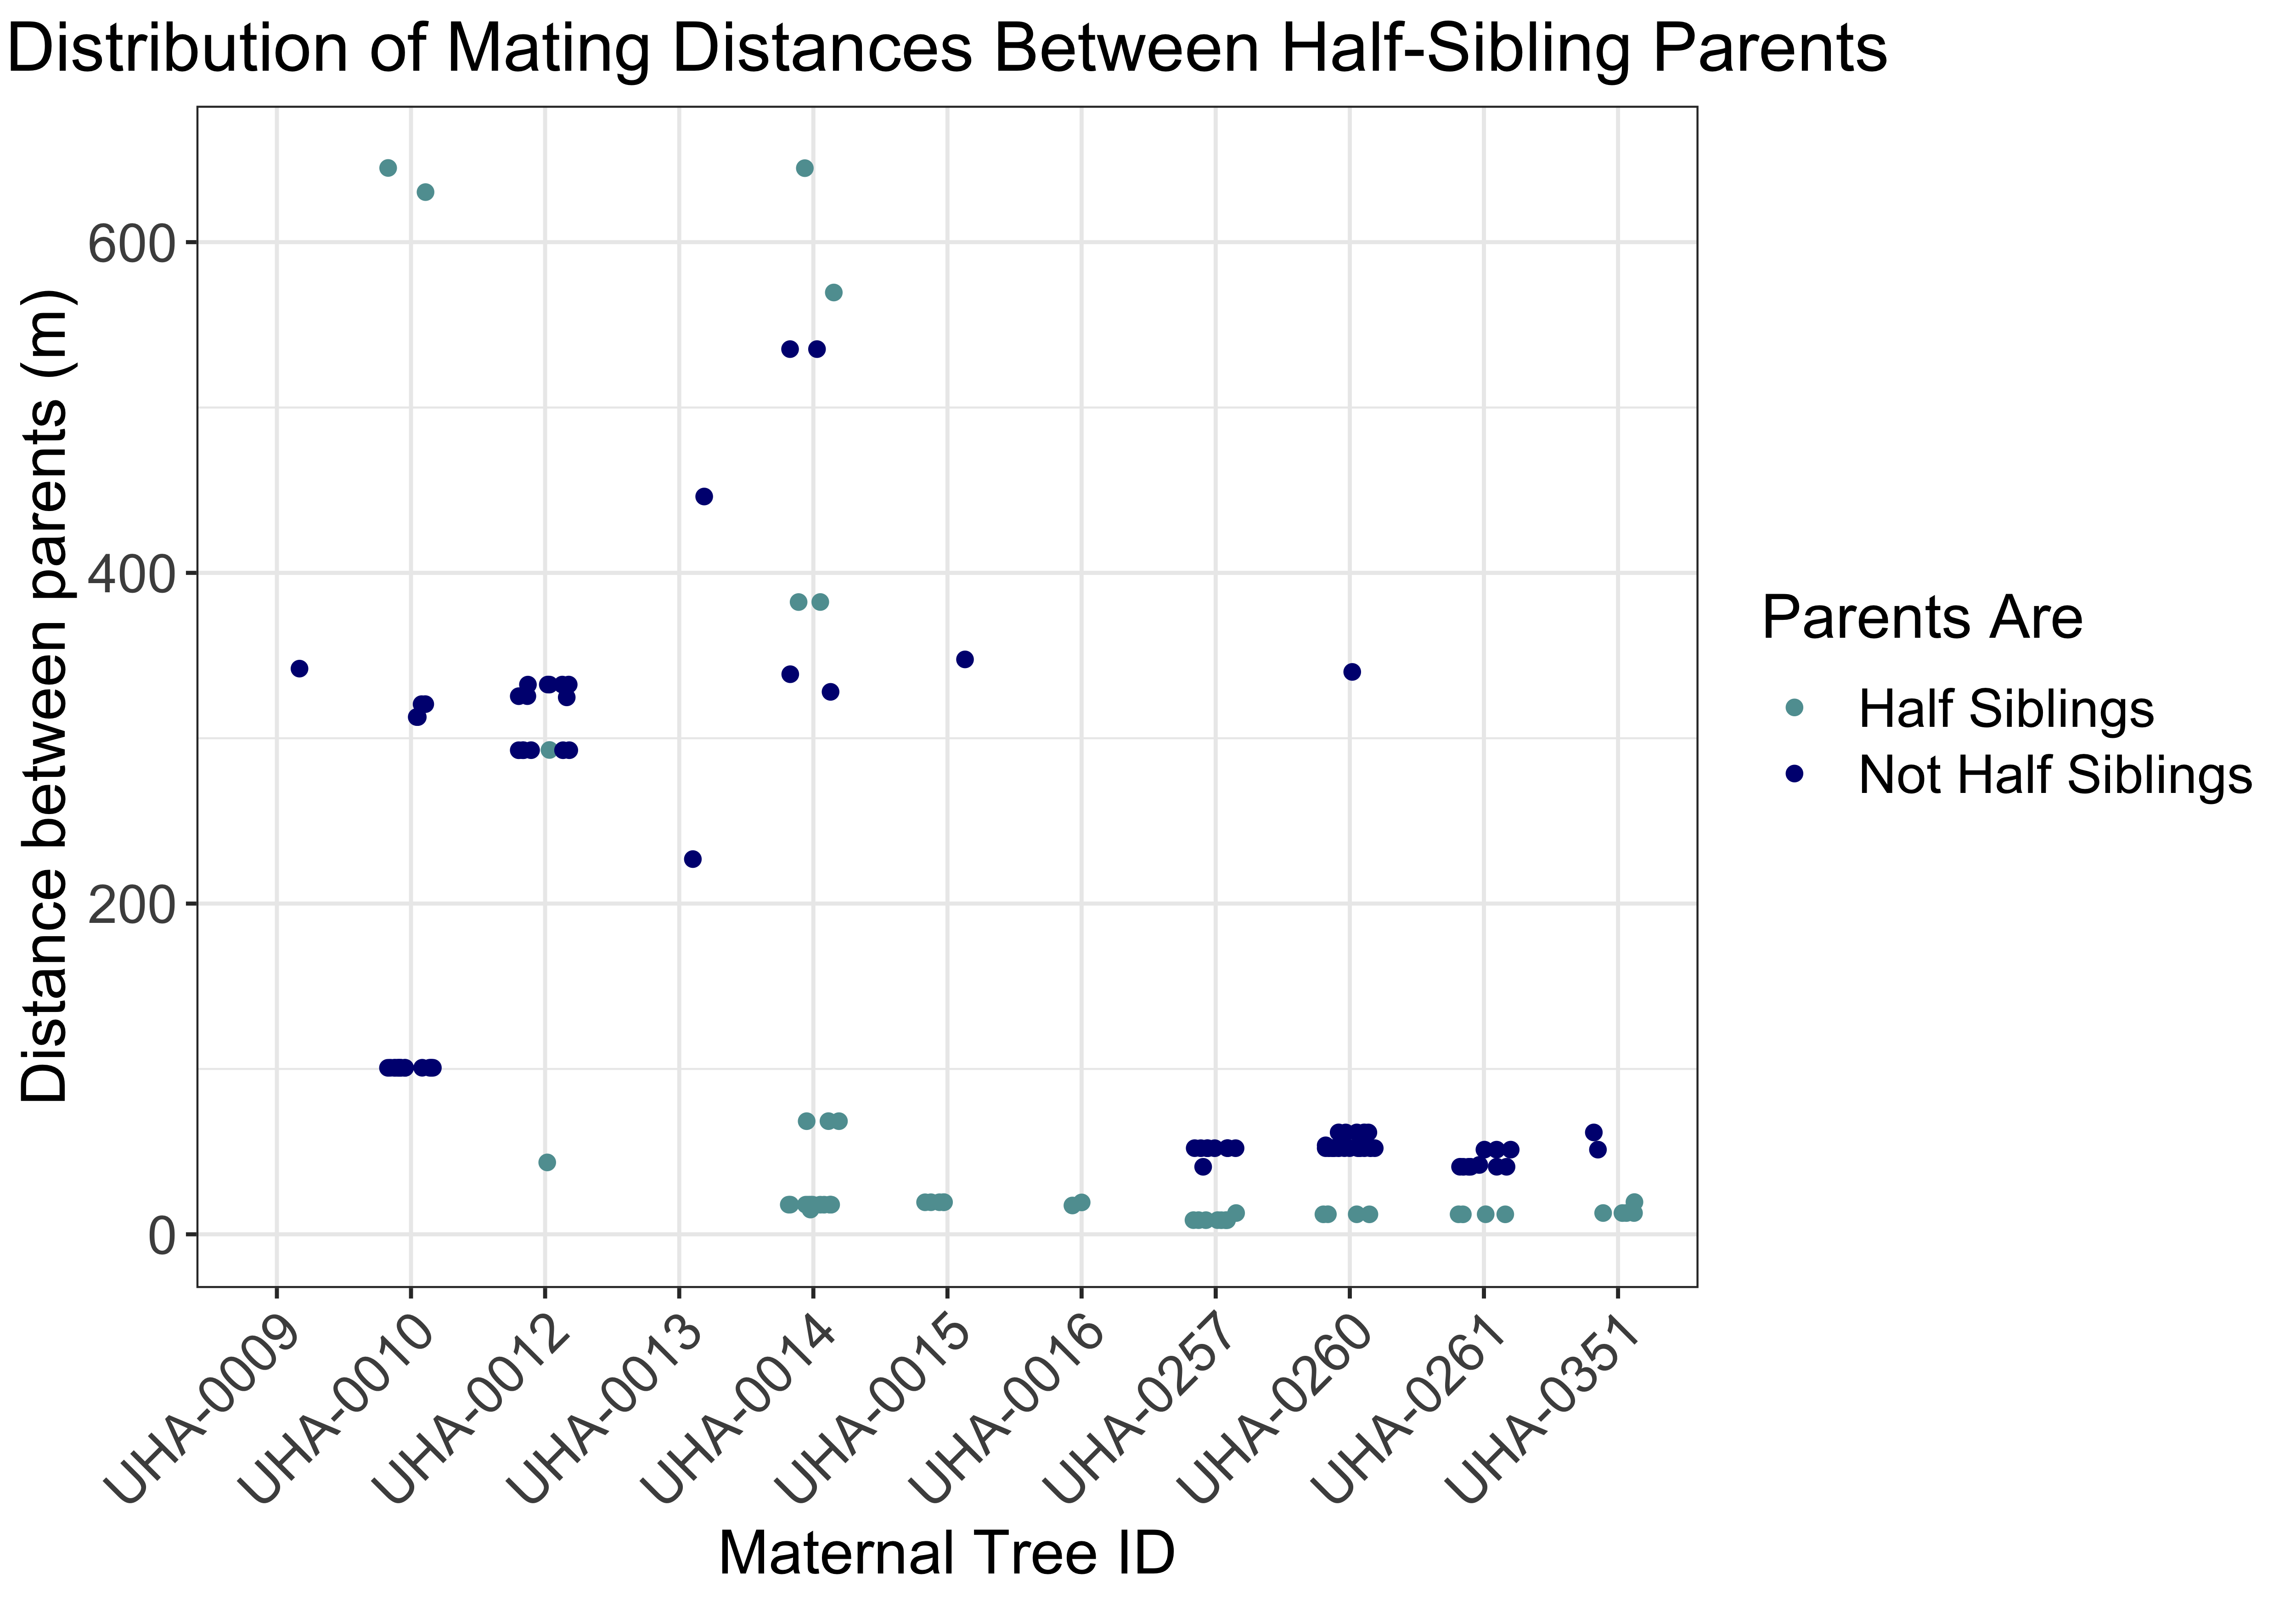 Distribution of Mating Distances Between Half-Sibling Parents
Distance between parents (m)
600
400
200
0
UHA-0009
UHA-0010
UHA-0012
UHA-0013
UHA-0014
UHA-0015
UHA-0016
UHA-0257
UHA-0260
UHA-0261
UHA-0351
Maternal Tree ID
Parents Are
Half Siblings
Not Half Siblings